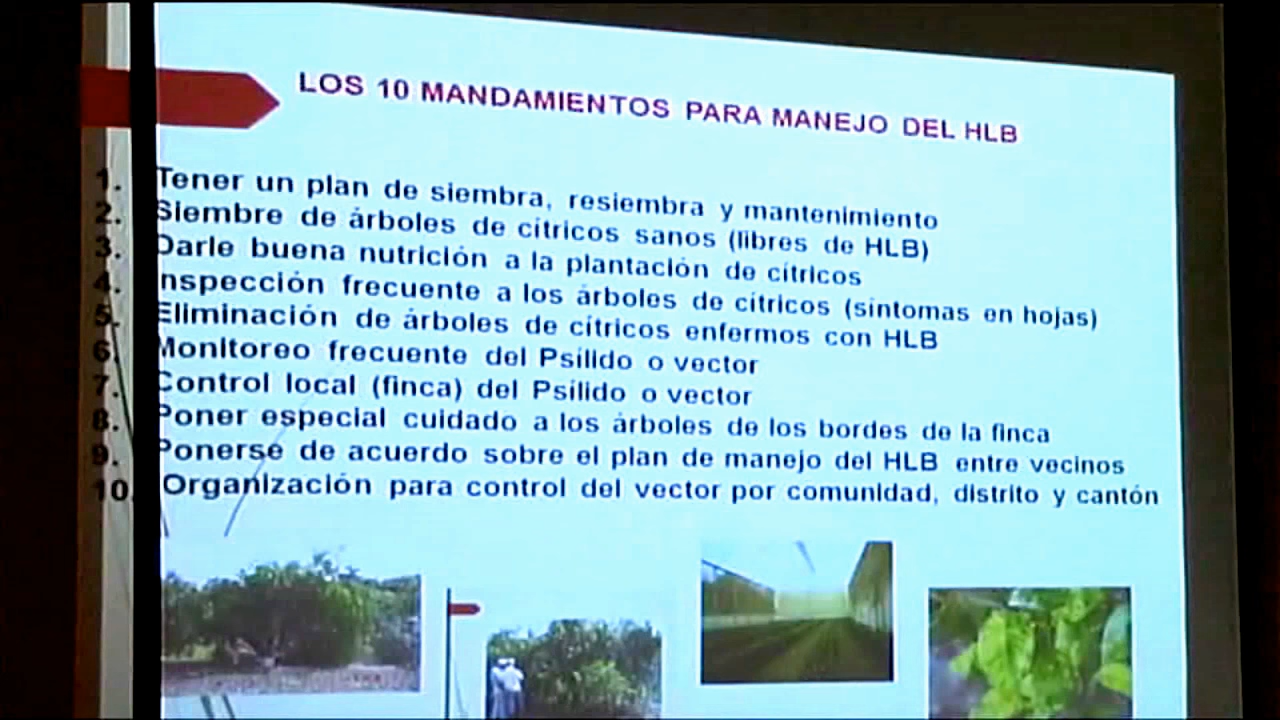 LOS 10 MANDAMIENTOS PARA MANEJO DEL HLB
1. Tener un plan de siembra, resiembra y mantenimiento
2. Siembre de árboles de cítricos sanos (libres de HLB)
3. Darle buena nutrición a la plantación de cítricos
4. Inspección frecuente a los árboles de cítricos (síntomas en hojas)
5. Eliminación de árboles de cítricos enfermos con HLB
6. Monitoreo frecuente del Psílido o vector
7. Control local (finca) del Psílido o vector
8. Poner especial cuidado a los árboles de los bordes de la finca
9. Ponerse de acuerdo sobre el plan de manejo del HLB entre vecinos
10. Organización para control del vector por comunidad, distrito y cantón